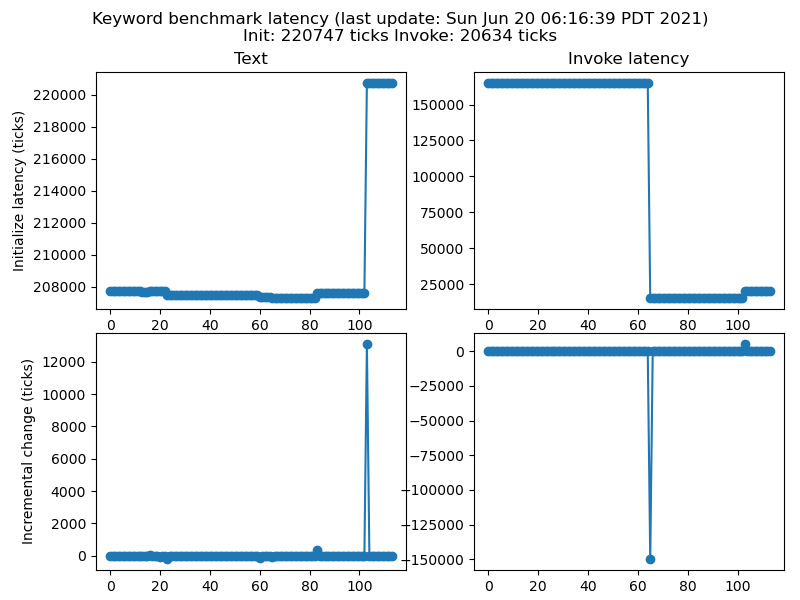 Keyword benchmark latency (last update: Sun Jun 20 06:16:39 PDT 2021)
Init: 220747 ticks Invoke: 20634 ticks
Text
Invoke latency
Initialize latency (ticks)
220000
218000
216000
214000
212000
210000
208000
0 20 40 60 80 100
150000
125000
100000
75000
50000
25000
0 20 40 60 80 100
Incremental change (ticks)
12000
10000
8000
6000
4000
2000
0
0 20 40 60 80 100
0
−25000
−50000
−75000
−100000
−125000
−150000
0 20 40 60 80 100